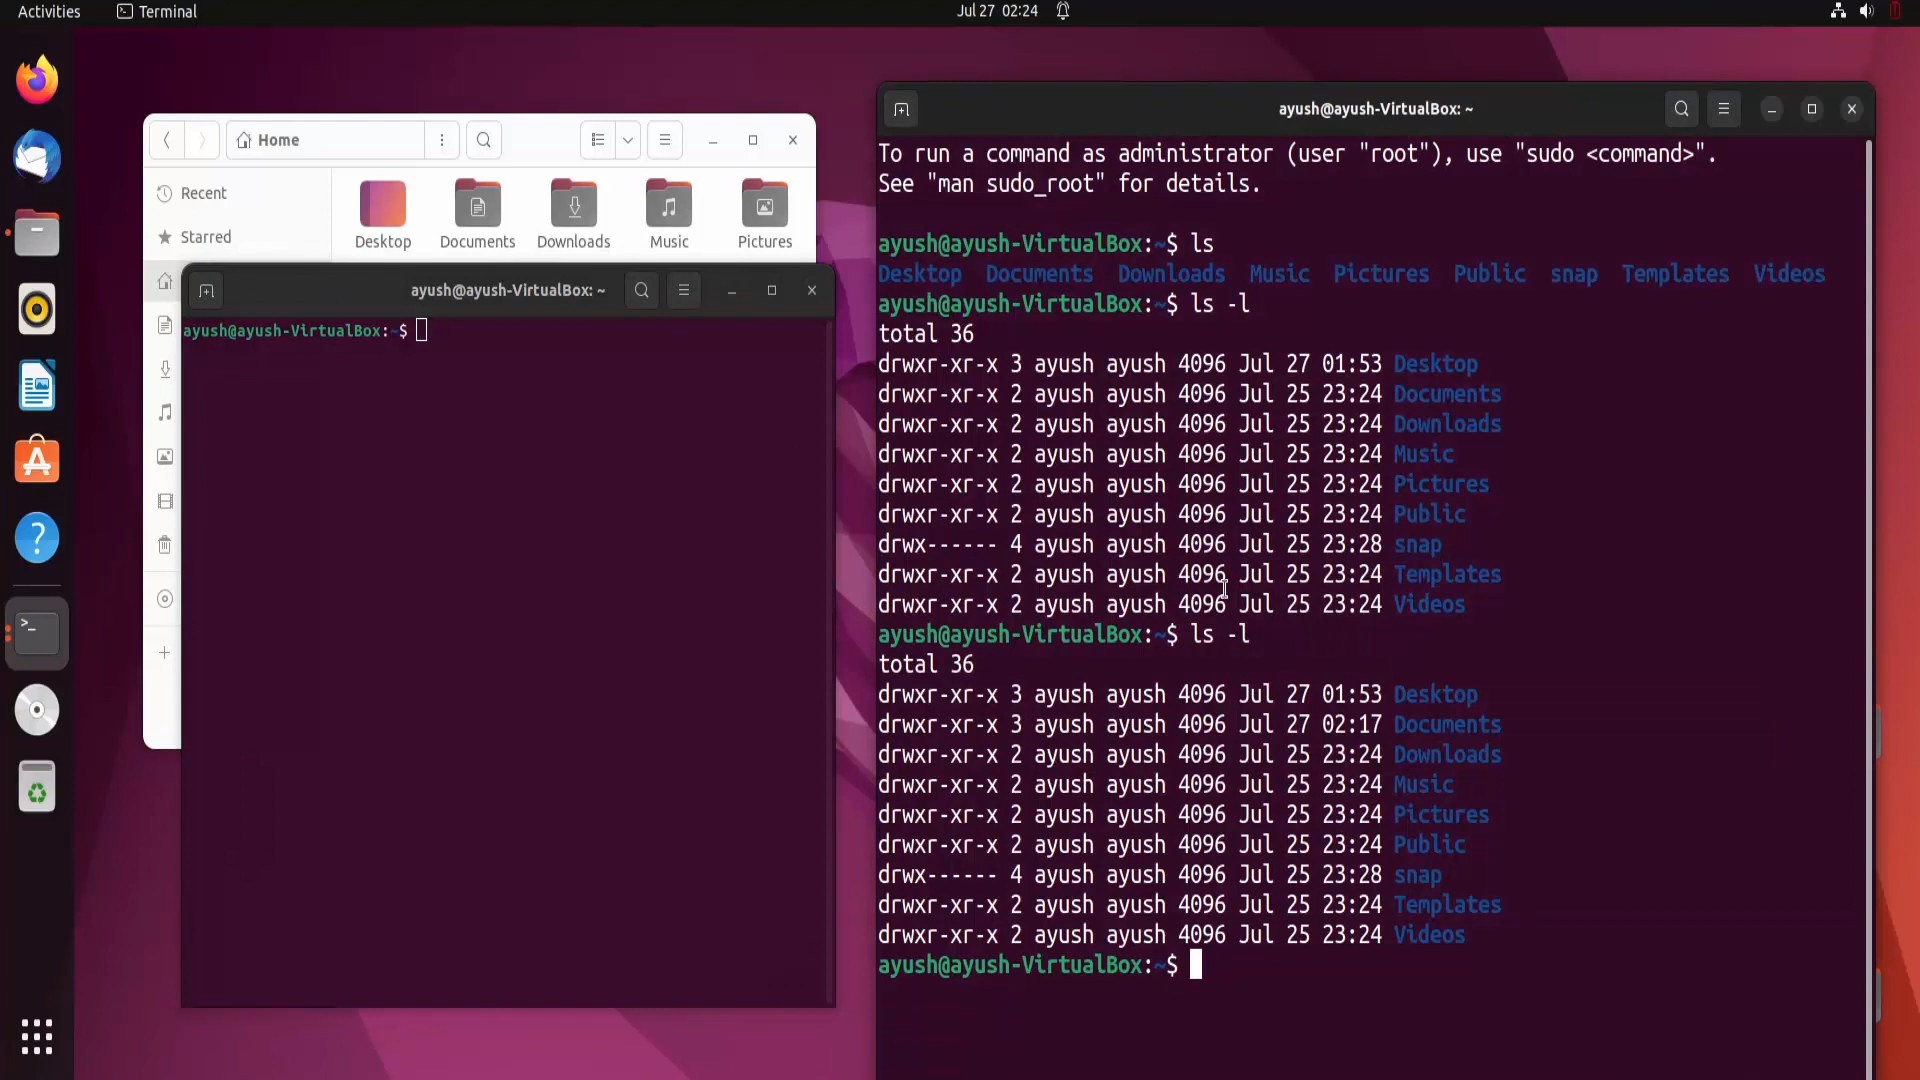 Activities Terminal Jul 27 02:24
Home
Recent
Starred
Desktop Documents Downloads Music Pictures
ayush@ayush-VirtualBox: ~
ayush@ayush-VirtualBox:~$
ayush@ayush-VirtualBox: ~
To run a command as administrator (user "root"), use "sudo <command>".
See "man sudo_root" for details.
ayush@ayush-VirtualBox:~$ ls
Desktop Documents Downloads Music Pictures Public snap Templates Videos
ayush@ayush-VirtualBox:~$ ls -l
total 36
drwxr-xr-x 3 ayush ayush 4096 Jul 27 01:53 Desktop
drwxr-xr-x 2 ayush ayush 4096 Jul 25 23:24 Documents
drwxr-xr-x 2 ayush ayush 4096 Jul 25 23:24 Downloads
drwxr-xr-x 2 ayush ayush 4096 Jul 25 23:24 Music
drwxr-xr-x 2 ayush ayush 4096 Jul 25 23:24 Pictures
drwxr-xr-x 2 ayush ayush 4096 Jul 25 23:24 Public
drwx------ 4 ayush ayush 4096 Jul 25 23:28 snap
drwxr-xr-x 2 ayush ayush 4096 Jul 25 23:24 Templates
drwxr-xr-x 2 ayush ayush 4096 Jul 25 23:24 Videos
ayush@ayush-VirtualBox:~$ ls -l
total 36
drwxr-xr-x 3 ayush ayush 4096 Jul 27 01:53 Desktop
drwxr-xr-x 3 ayush ayush 4096 Jul 27 02:17 Documents
drwxr-xr-x 2 ayush ayush 4096 Jul 25 23:24 Downloads
drwxr-xr-x 2 ayush ayush 4096 Jul 25 23:24 Music
drwxr-xr-x 2 ayush ayush 4096 Jul 25 23:24 Pictures
drwxr-xr-x 2 ayush ayush 4096 Jul 25 23:24 Public
drwx------ 4 ayush ayush 4096 Jul 25 23:28 snap
drwxr-xr-x 2 ayush ayush 4096 Jul 25 23:24 Templates
drwxr-xr-x 2 ayush ayush 4096 Jul 25 23:24 Videos
ayush@ayush-VirtualBox:~$